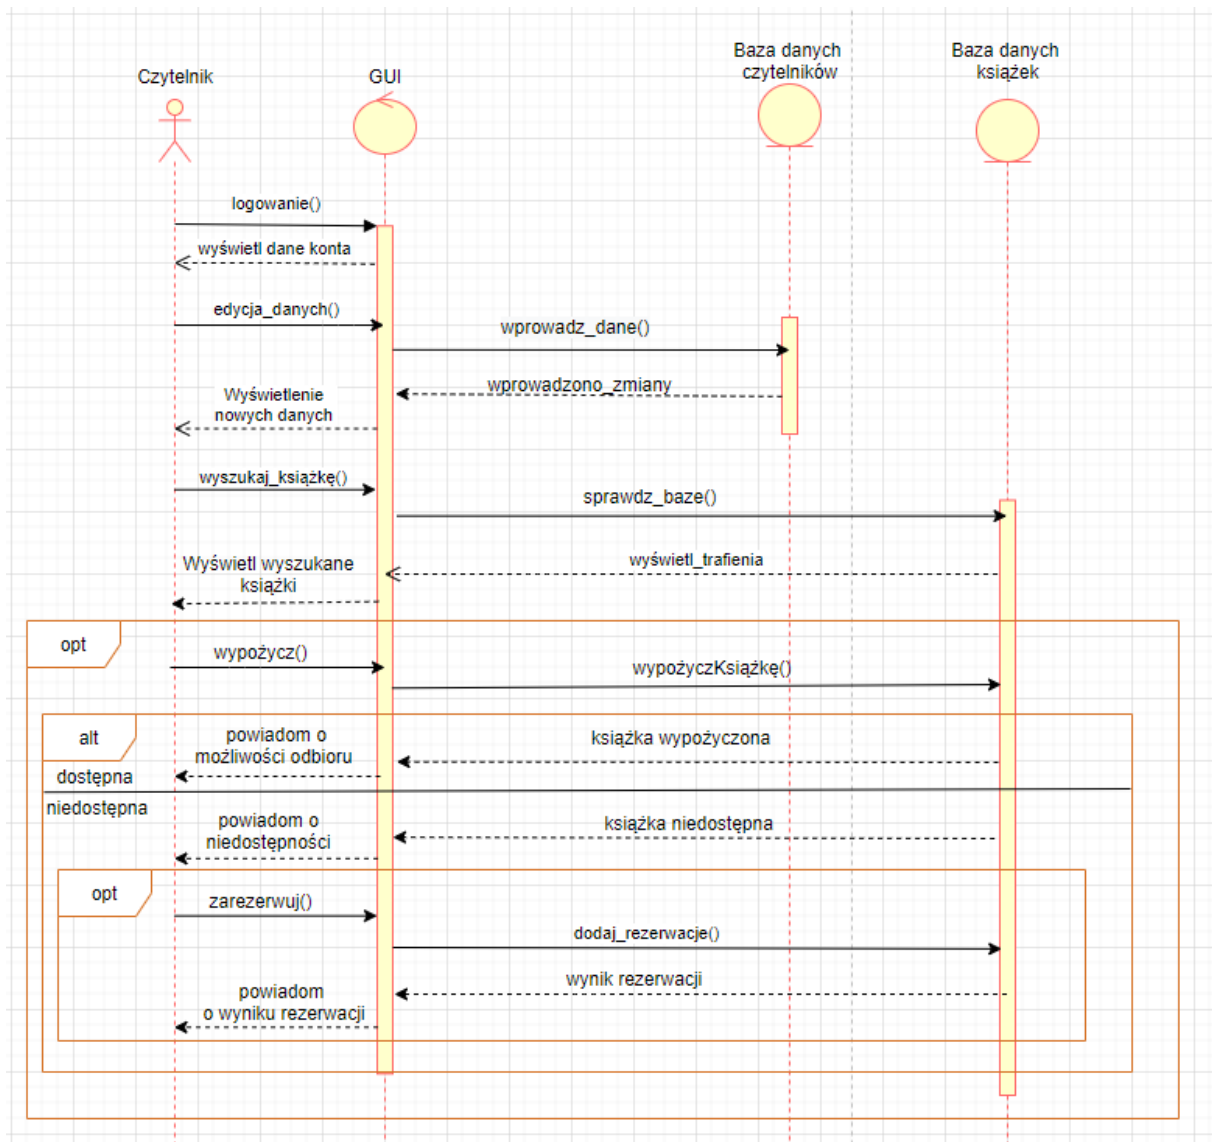 Czytelnik
GUI
Baza danych
czytelników
Baza danych
książek
logowanie()
wyświetl dane konta
edycja_danych()
wprowadz_dane()
wprowadzono_zmiany
Wyświetlenie
nowych danych
wyszukaj_książkę()
sprawdz_baze()
wyświetl_trafienia
Wyświetl wyszukane
książki
opt
wypożycz()
wypożyczKsiążkę()
alt
powiadom o
możliwości odbioru
książka wypożyczona
dostępna
niedostępna
powiadom o
niedostępności
książka niedostępna
opt
zarezerwuj()
dodaj_rezerwacje()
wynik rezerwacji
powiadom
o wyniku rezerwacji